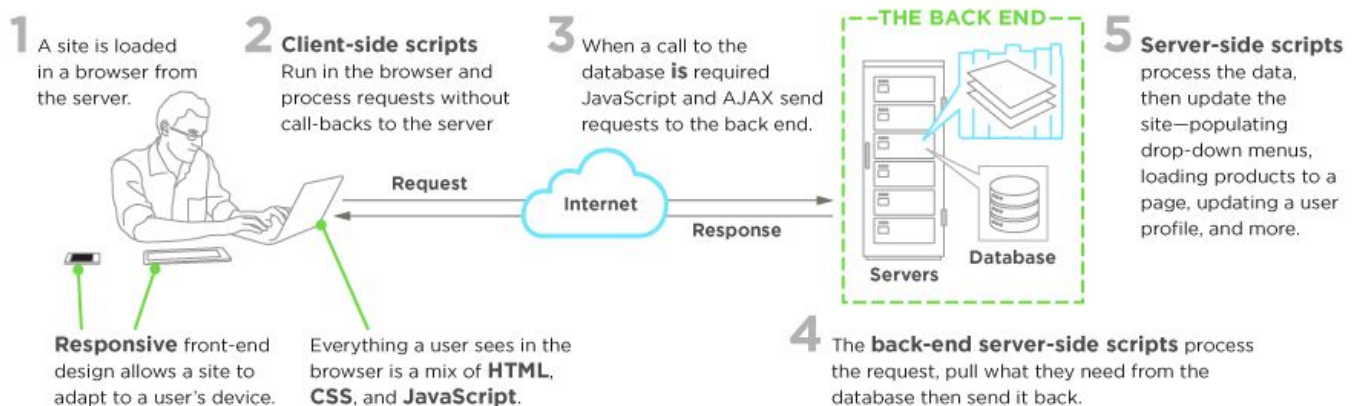 1
A site is loaded
in a browser from
the server.
2
Client-side scripts
Run in the browser and
process requests without
call-backs to the server
3
When a call to the
database is required
JavaScript and AJAX send
requests to the back end.
THE BACK END
Servers
Database
5
Server-side scripts
process the data,
then update the
site—populating
drop-down menus,
loading products to a
page, updating a user
profile, and more.
Request
Internet
Response
Responsive front-end
design allows a site to
adapt to a user's device.
Everything a user sees in the
browser is a mix of HTML,
CSS, and JavaScript.
4
The back-end server-side scripts process
the request, pull what they need from the
database then send it back.